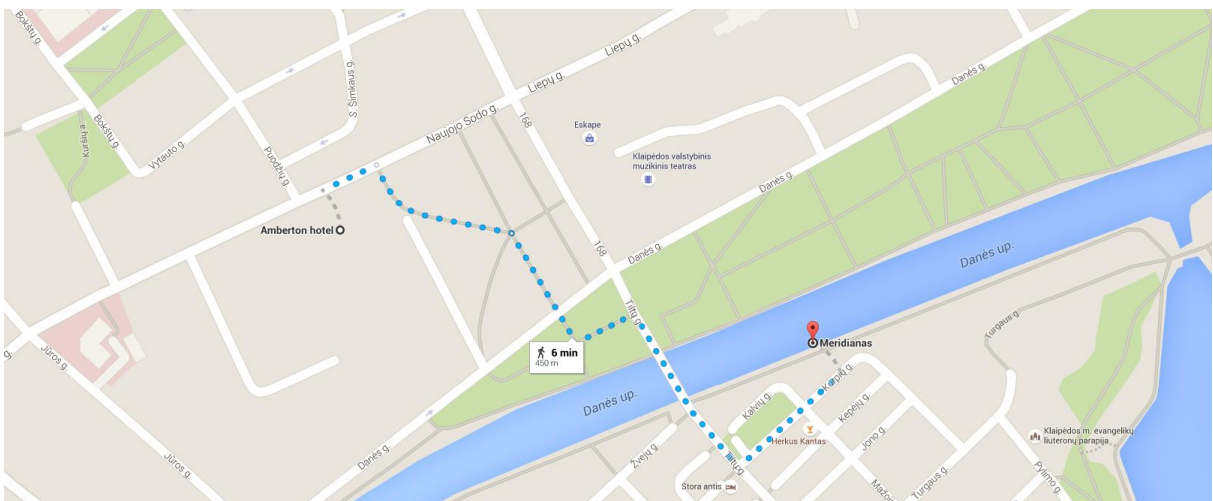 Bokštų g.
Liepų g.
Liepų g.
Danės g.
S. Šimkaus g.
Bokštų g.
Naujojo Sodo g.
168
Eskape
Vytauto g.
Puodžių g.
Klaipėdos valstybinis
muzikinis teatras
Danės g.
Amberton hotel
168
Danės g.
Danės up.
Tiltų g.
Turgaus g.
6 min
450 m
Meridianas
Jūros g.
g.
Danės up.
Kurpių g.
Kalvių g.
Kepėjų g.
Herkus Kantas
Jono g.
Klaipėdos m. evangelikų
liuteronų parapija
Danės g.
Žvejų g.
Tiltų g.
Turgaus g.
Pylimo g.
Jūros g.
Stora antis